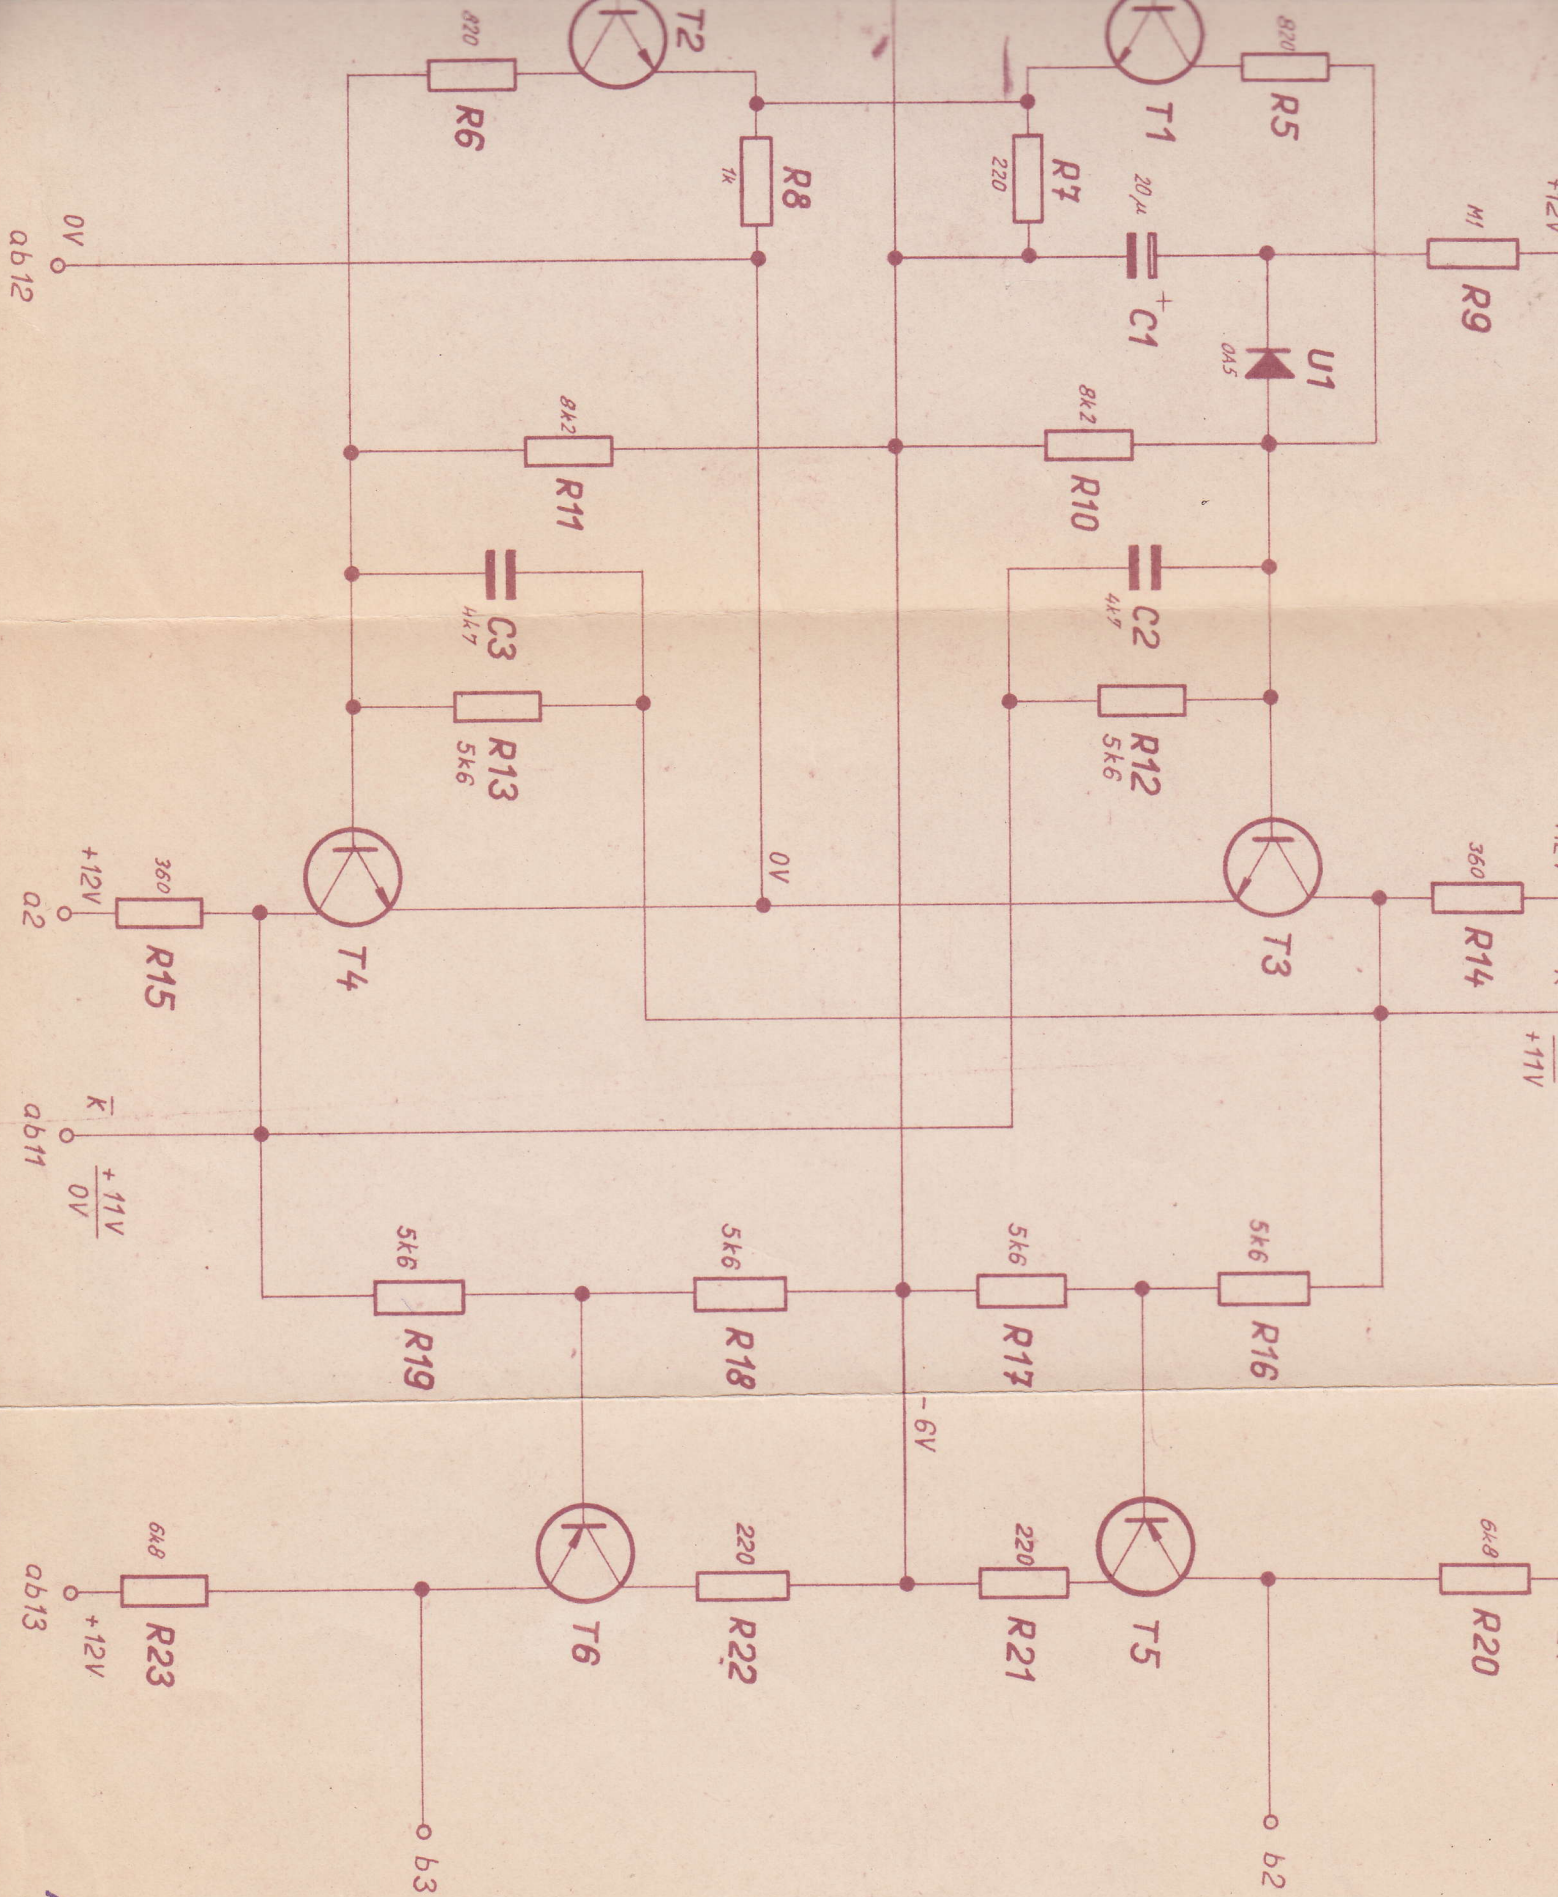 820
R6
T2
R8
1k
R7
220
T1
820
R5
20μ
+
C1
M1
R9
+12V
0V
ab12
U1
OA5
8k2
R11
8k2
R10
C3
4k7
C2
4k7
R13
5k6
R12
5k6
+12V
a2
360
R15
T4
0V
T3
360
R14
+11V
K̅
ab11
+11V
0V
5k6
R19
5k6
R18
5k6
R17
5k6
R16
-6V
6k8
R23
ab13
+12V
T6
220
R22
220
R21
T5
6k8
R20
b3
b2